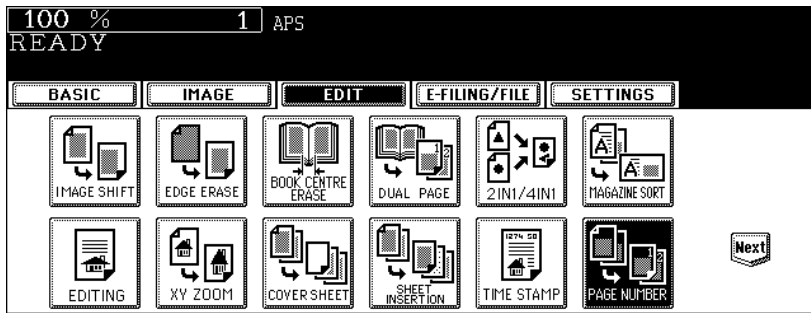 100 % 1 APS
READY
BASIC IMAGE EDIT E-FILING/FILE SETTINGS
IMAGE SHIFT EDGE ERASE BOOK CENTRE ERASE DUAL PAGE 2IN1/4IN1 MAGAZINE SORT
Next
EDITING XY ZOOM COVER SHEET SHEET INSERTION TIME STAMP PAGE NUMBER